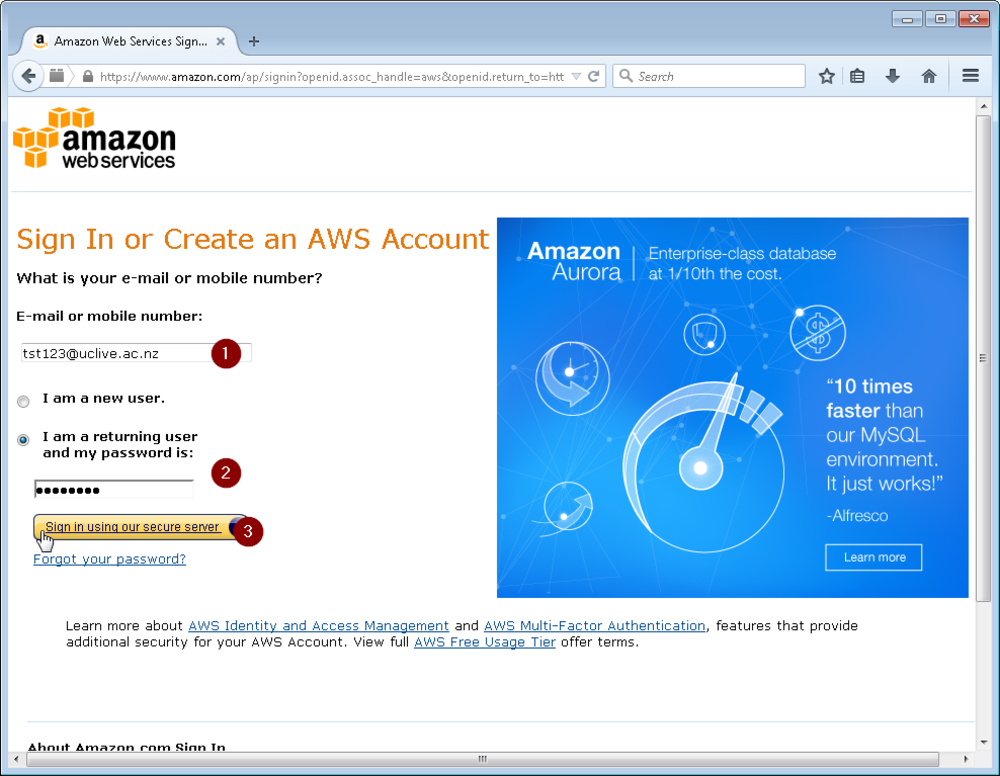 Amazon Web Services Sign...
https://www.amazon.com/ap/signin?openid.assoc_handle=aws&openid.return_to=htt
Search
amazon
web services
Sign In or Create an AWS Account
What is your e-mail or mobile number?
E-mail or mobile number:
tst123@uclive.ac.nz
1
I am a new user.
I am a returning user
and my password is:
2
●●●●●●●●
Sign in using our secure server
3
Forgot your password?
Amazon
Aurora
Enterprise-class database
at 1/10th the cost.
“10 times
faster than
our MySQL
environment.
It just works!”
-Alfresco
Learn more
Learn more about AWS Identity and Access Management and AWS Multi-Factor Authentication, features that provide
additional security for your AWS Account. View full AWS Free Usage Tier offer terms.
About Amazon.com Sign In